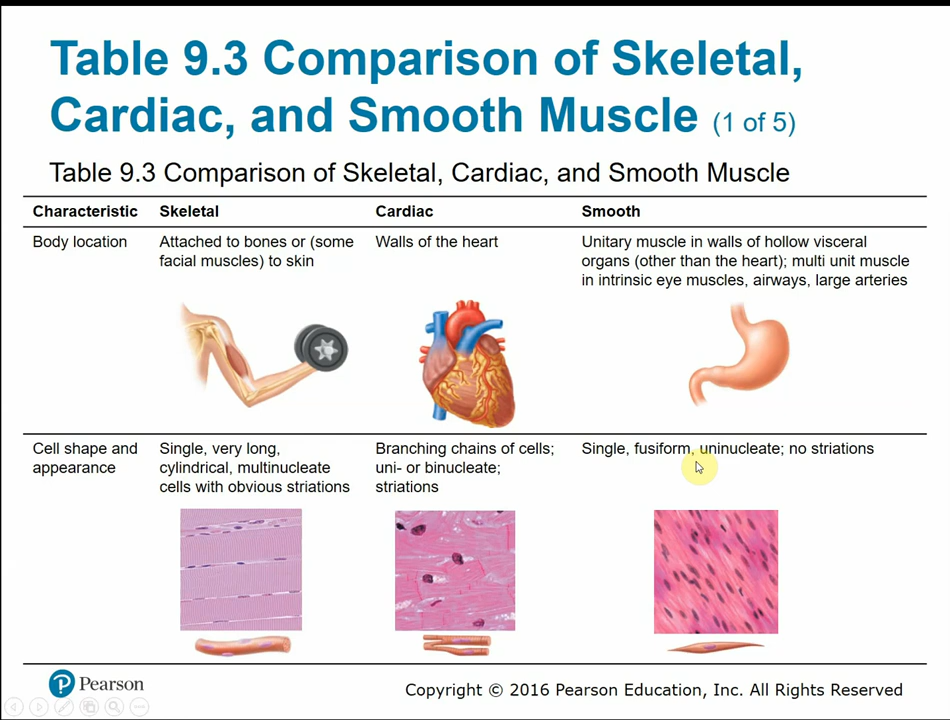 Table 9.3 Comparison of Skeletal,
Cardiac, and Smooth Muscle (1 of 5)
Table 9.3 Comparison of Skeletal, Cardiac, and Smooth Muscle
Characteristic Skeletal Cardiac Smooth
Body location
Attached to bones or (some
facial muscles) to skin
Walls of the heart
Unitary muscle in walls of hollow visceral
organs (other than the heart); multi unit muscle
in intrinsic eye muscles, airways, large arteries
Cell shape and
appearance
Single, very long,
cylindrical, multinucleate
cells with obvious striations
Branching chains of cells;
uni- or binucleate;
striations
Single, fusiform, uninucleate; no striations
P Pearson
Copyright © 2016 Pearson Education, Inc. All Rights Reserved